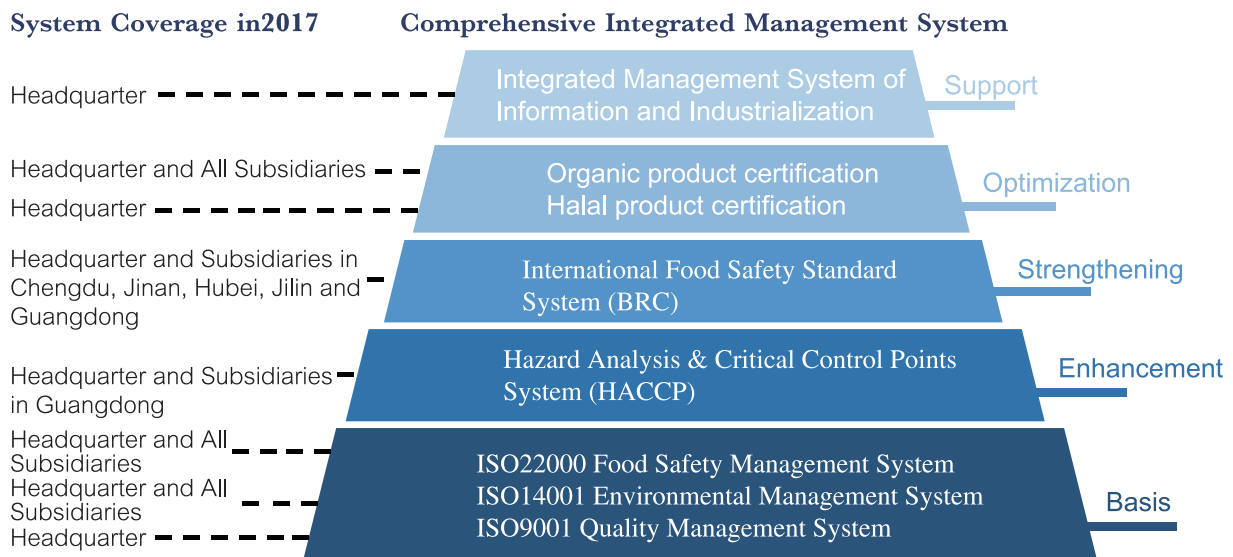 System Coverage in2017
Comprehensive Integrated Management System
Headquarter
Integrated Management System of
Information and Industrialization
Support
Headquarter and All Subsidiaries
Headquarter
Organic product certification
Halal product certification
Optimization
Headquarter and Subsidiaries in
Chengdu, Jinan, Hubei, Jilin and
Guangdong
International Food Safety Standard
System (BRC)
Strengthening
Headquarter and Subsidiaries
in Guangdong
Hazard Analysis & Critical Control Points
System (HACCP)
Enhancement
Headquarter and All
Subsidiaries
Headquarter and All
Subsidiaries
Headquarter
ISO22000 Food Safety Management System
ISO14001 Environmental Management System
ISO9001 Quality Management System
Basis